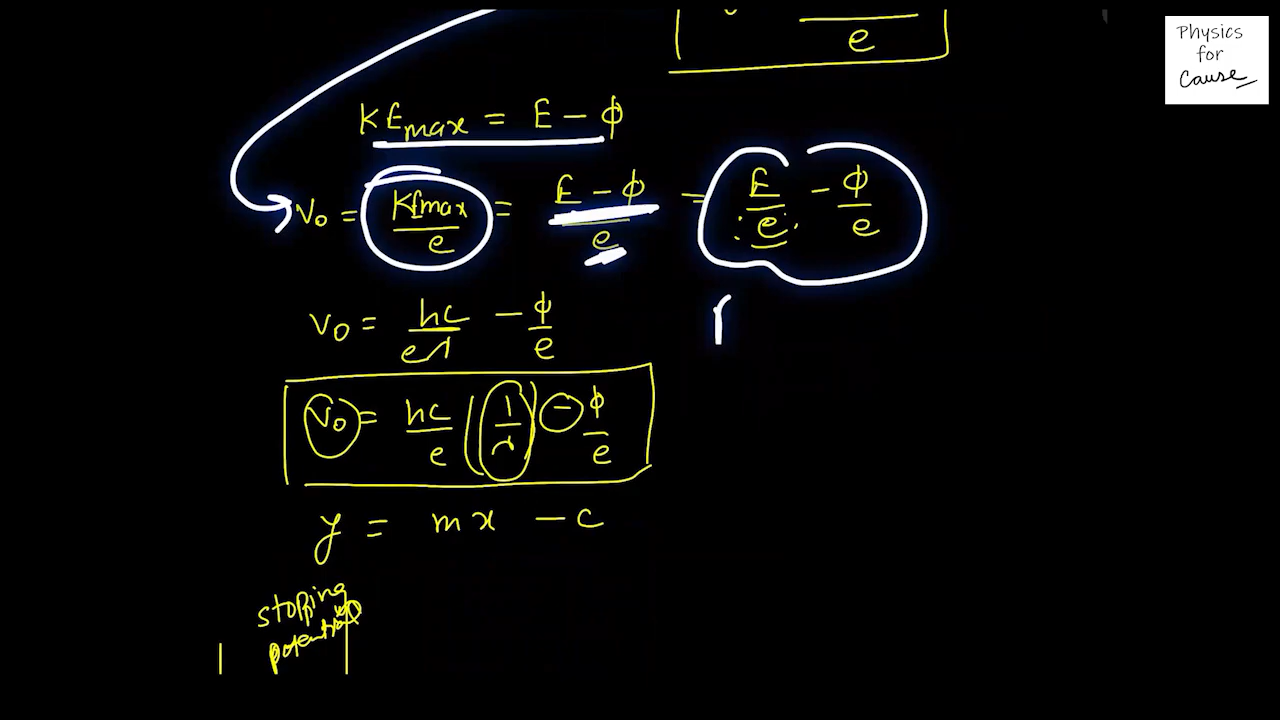 Physics
for
Cause
e
KEmax = E - ϕ
V₀ = KEmax/e = E - ϕ/e = E/e - ϕ/e
V₀ = hc/eλ - ϕ/e
V₀ = hc/e (1/λ) - ϕ/e
y = mx - c
stopping
potential